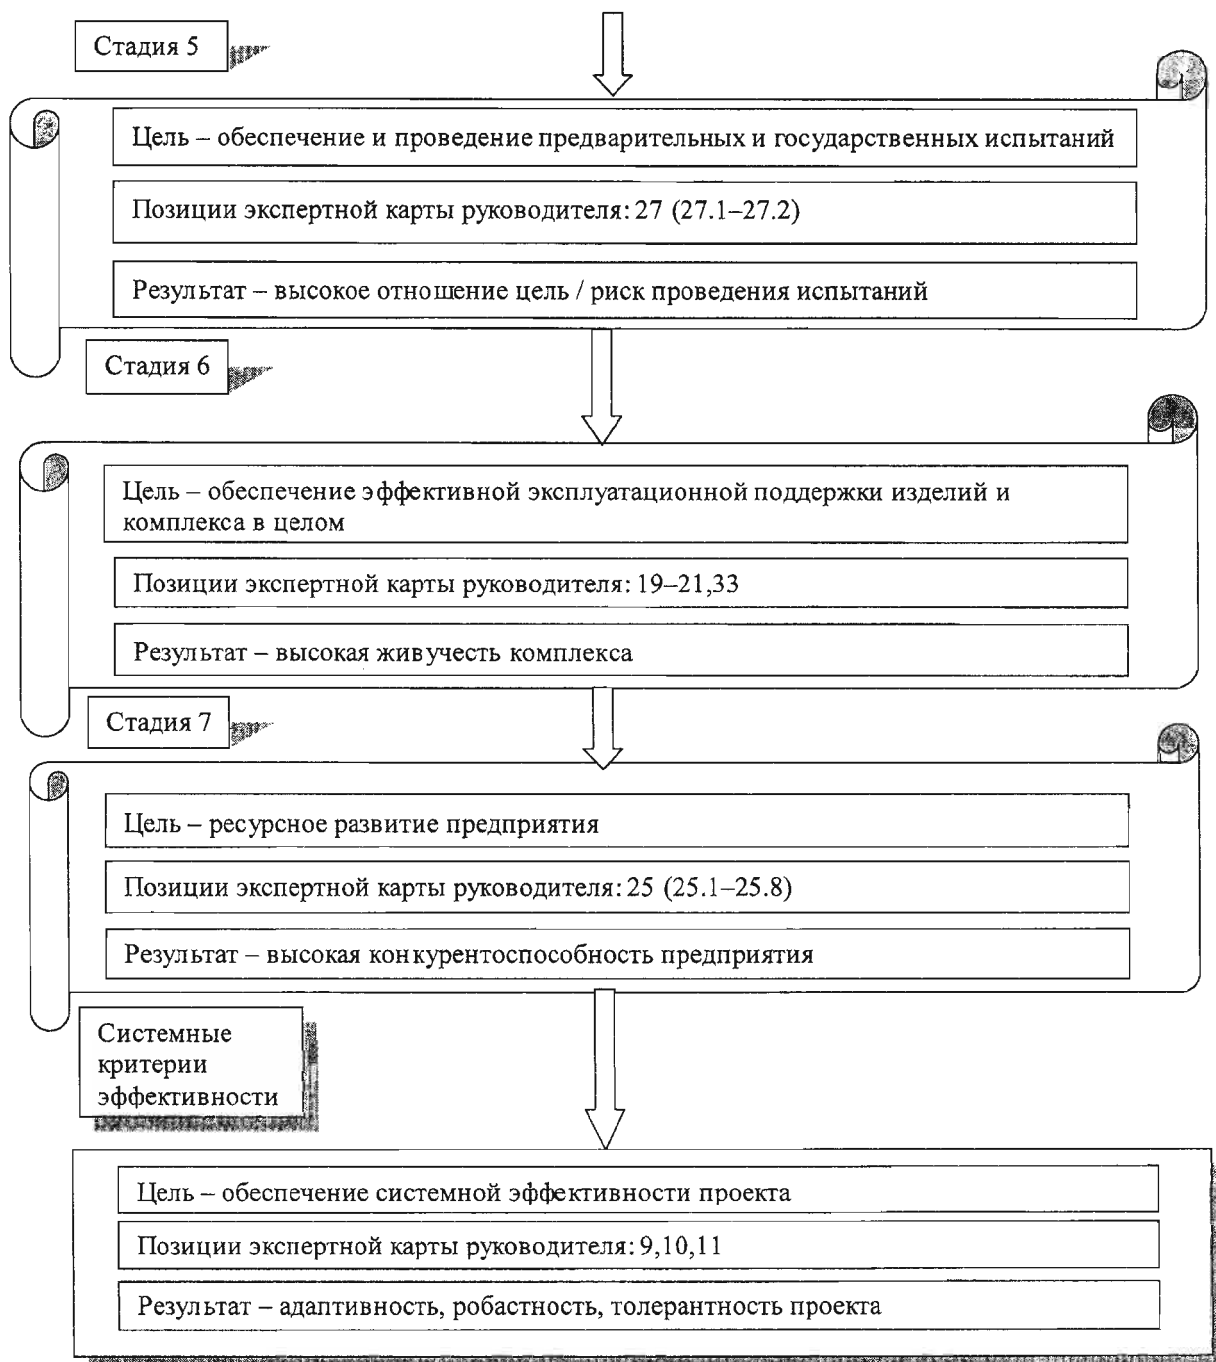 Стадия 5
Цель – обеспечение и проведение предварительных и государственных испытаний
Позиции экспертной карты руководителя: 27 (27.1–27.2)
Результат – высокое отношение цель / риск проведения испытаний
Стадия 6
Цель – обеспечение эффективной эксплуатационной поддержки изделий и
комплекса в целом
Позиции экспертной карты руководителя: 19–21,33
Результат – высокая живучесть комплекса
Стадия 7
Цель – ресурсное развитие предприятия
Позиции экспертной карты руководителя: 25 (25.1–25.8)
Результат – высокая конкурентоспособность предприятия
Системные
критерии
эффективности
Цель – обеспечение системной эффективности проекта
Позиции экспертной карты руководителя: 9,10,11
Результат – адаптивность, робастность, толерантность проекта